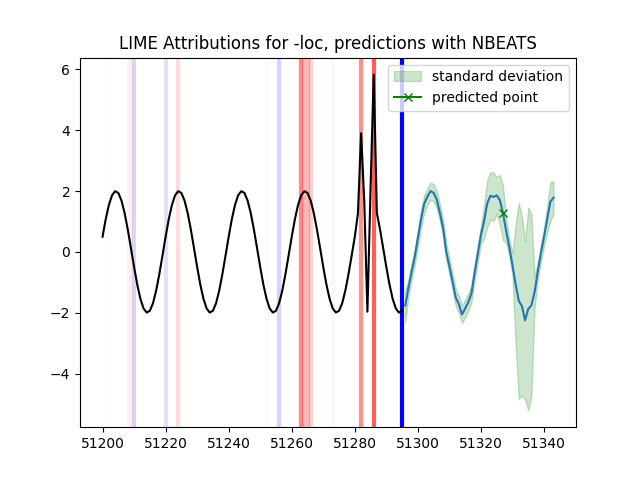 LIME Attributions for -loc, predictions with NBEATS
6
4
2
0
−2
−4
standard deviation
predicted point
51200 51220 51240 51260 51280 51300 51320 51340